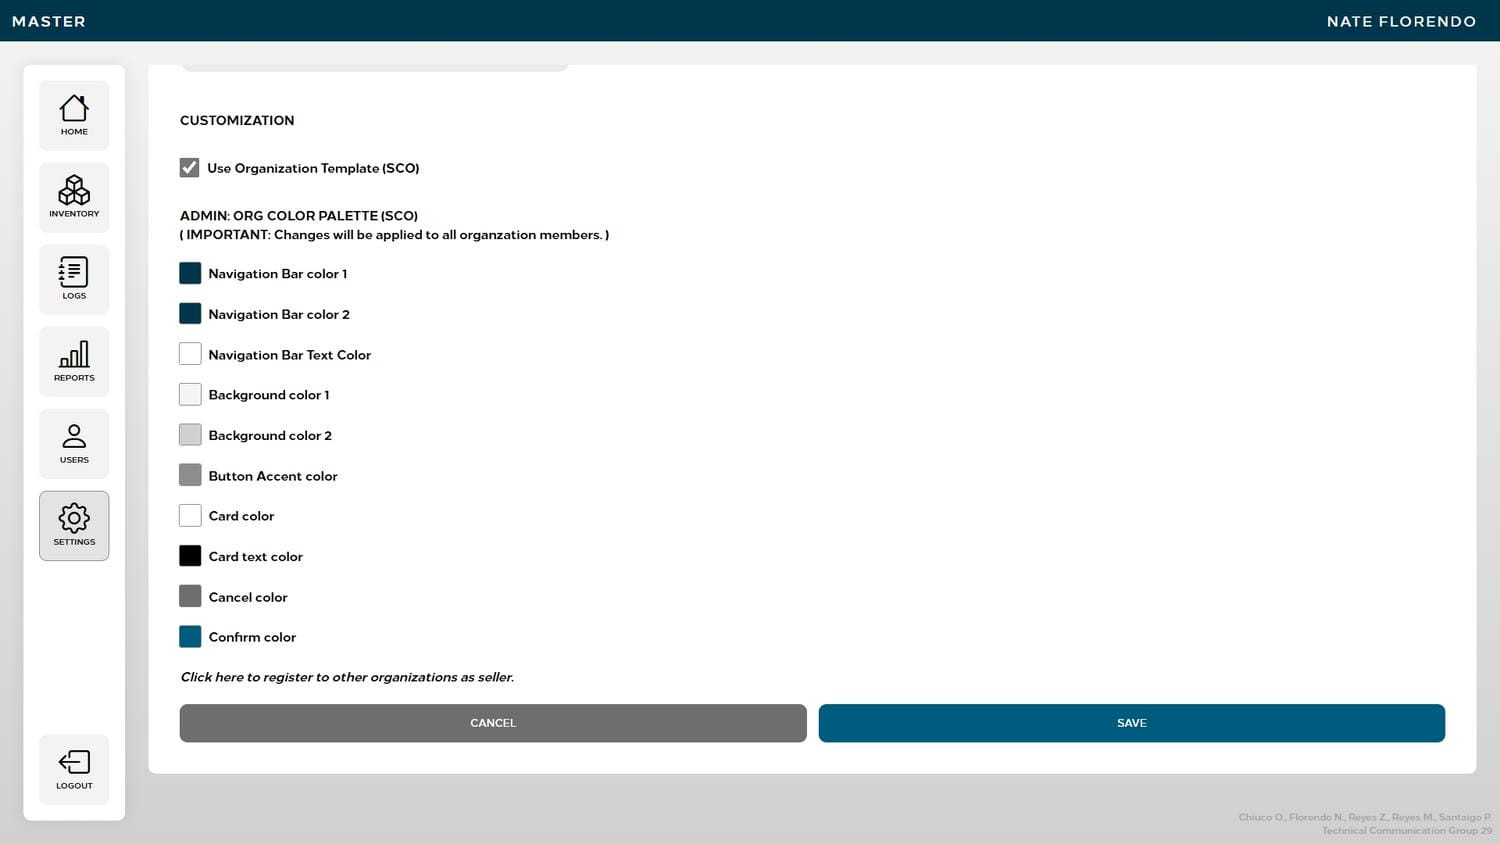 MASTER
NATE FLORENDO
HOME
INVENTORY
LOGS
REPORTS
USERS
SETTINGS
LOGOUT
CUSTOMIZATION
Use Organization Template (SCO)
ADMIN: ORG COLOR PALETTE (SCO)
( IMPORTANT: Changes will be applied to all organzation members. )
Navigation Bar color 1
Navigation Bar color 2
Navigation Bar Text Color
Background color 1
Background color 2
Button Accent color
Card color
Card text color
Cancel color
Confirm color
Click here to register to other organizations as seller.
CANCEL
SAVE
Chiuco O., Florendo N., Reyes Z., Reyes M., Santaigo P.
Technical Communication Group 29